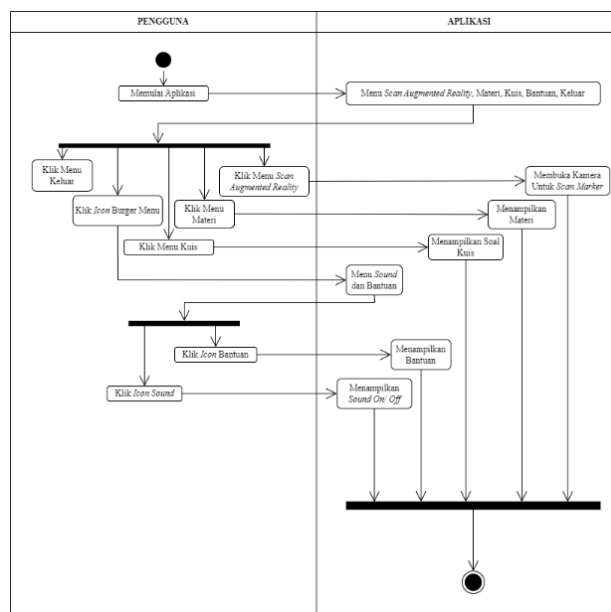 PENGGUNA
APLIKASI
Memulai Aplikasi
Menu Scan Augmented Reality, Materi, Kuis, Bantuan, Keluar
Klik Menu
Keluar
Klik Menu Scan
Augmented Reality
Membuka Kamera
Untuk Scan Marker
Klik Icon Burger Menu
Klik Menu
Materi
Menampilkan
Materi
Klik Menu Kuis
Menampilkan Soal
Kuis
Menu Sound
dan Bantuan
Klik Icon Bantuan
Menampilkan
Bantuan
Klik Icon Sound
Menampilkan
Sound On/ Off